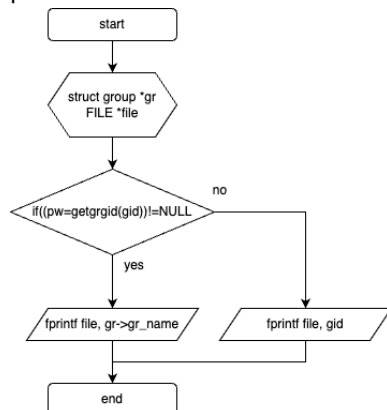 start
struct group *gr
FILE *file
if((pw=getgrgid(gid))!=NULL
no
yes
fprintf file, gr->gr_name
fprintf file, gid
end